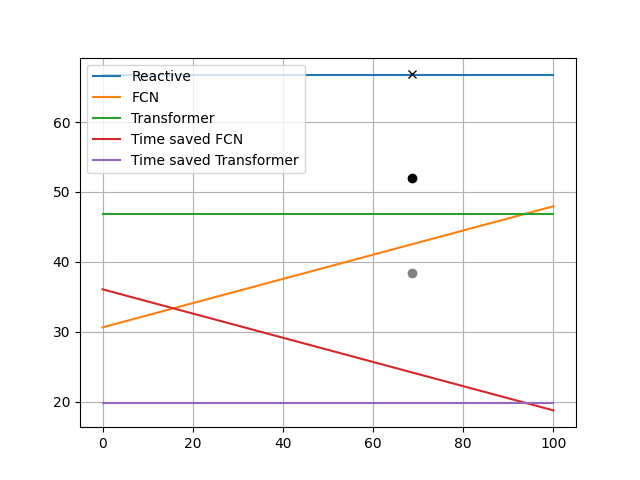 Reactive
FCN
Transformer
Time saved FCN
Time saved Transformer
60
50
40
30
20
0 20 40 60 80 100